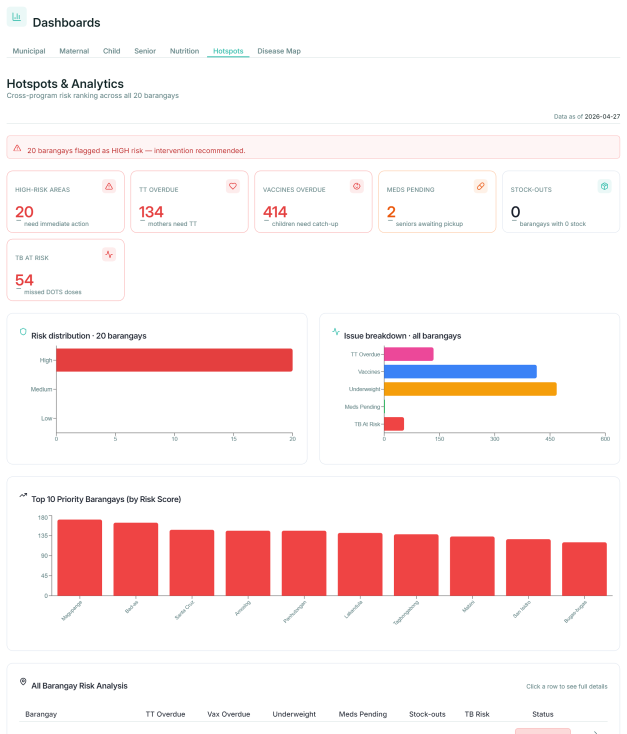 Dashboards
Municipal Maternal Child Senior Nutrition Hotspots Disease Map
Hotspots & Analytics
Cross-program risk ranking across all 20 barangays
Data as of 2026-04-27
20 barangays flagged as HIGH risk — intervention recommended.
HIGH-RISK AREAS
20
need immediate action
TT OVERDUE
134
mothers need TT
VACCINES OVERDUE
414
children need catch-up
MEDS PENDING
2
seniors awaiting pickup
STOCK-OUTS
0
barangays with 0 stock
TB AT RISK
54
missed DOTS doses
Risk distribution · 20 barangays
High
Medium
Low
0 5 10 15 20
Issue breakdown · all barangays
TT Overdue
Vaccines
Underweight
Meds Pending
TB At Risk
0 150 300 450 600
Top 10 Priority Barangays (by Risk Score)
180
135
90
45
0
Santa Cruz
San Isidro
Bugas-bugas
All Barangay Risk Analysis
Click a row to see full details
Barangay TT Overdue Vax Overdue Underweight Meds Pending Stock-outs TB Risk Status